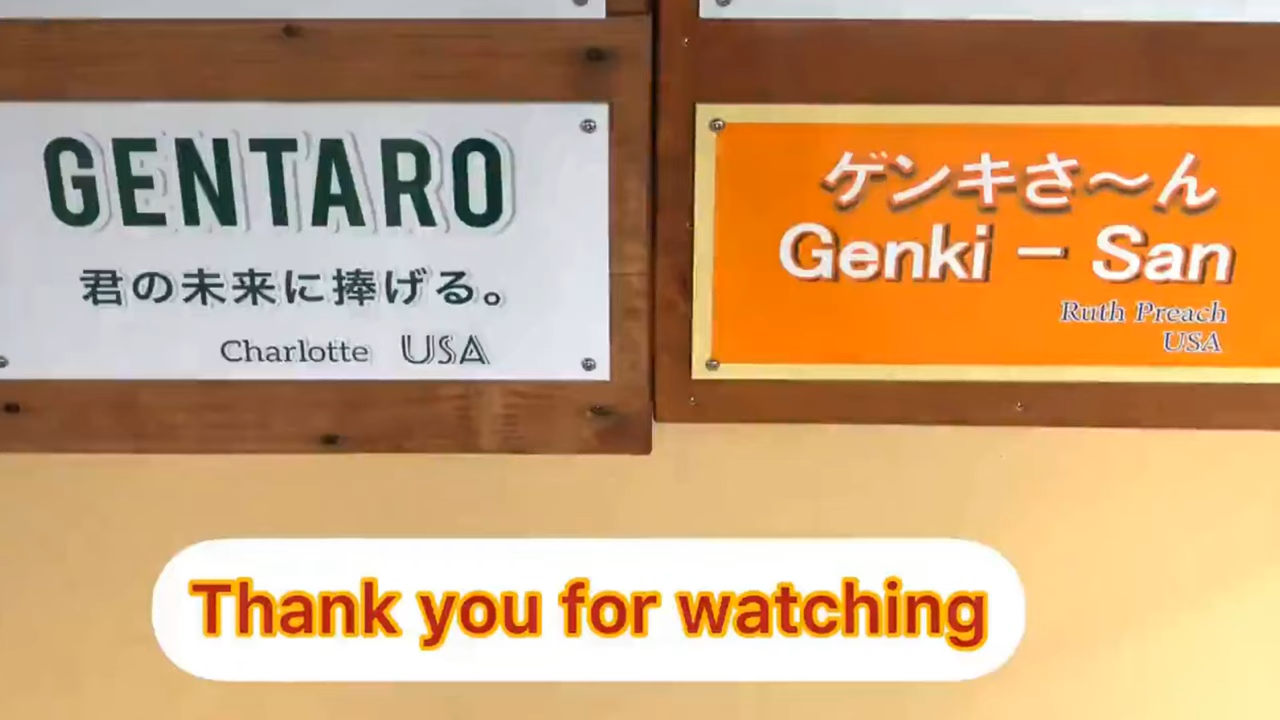 GENTARO
君の未来に捧げる。
Charlotte USA
ゲンキさ〜ん
Genki － San
Ruth Preach
USA
Thank you for watching